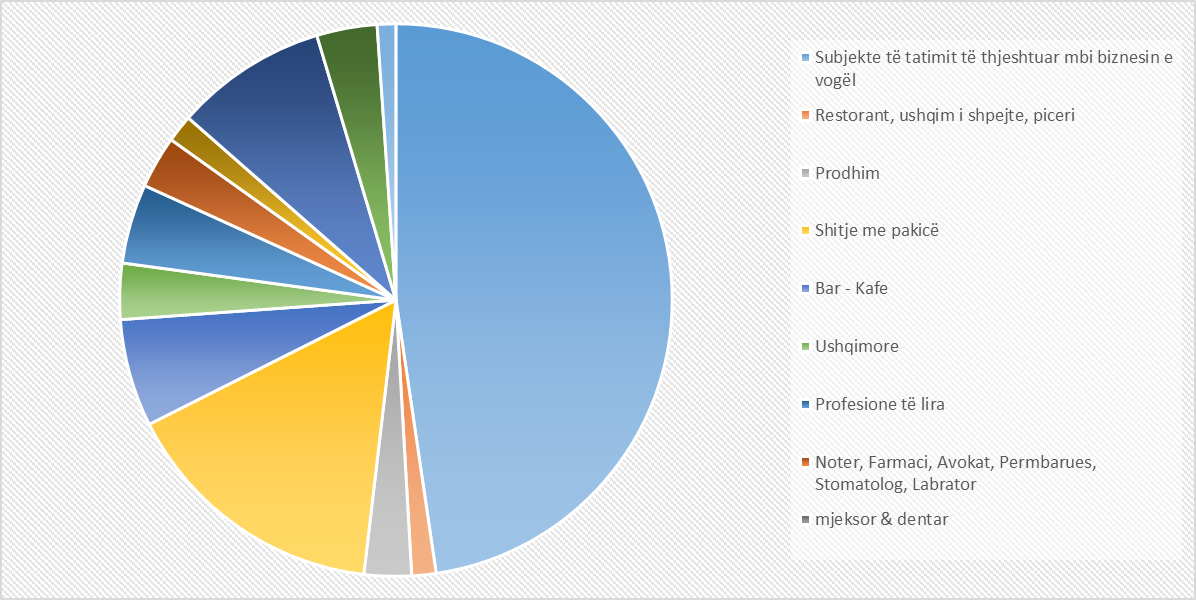 Subjekte të tatimit të thjeshtuar mbi biznesin e
vogël
Restorant, ushqim i shpejte, piceri
Prodhim
Shitje me pakicë
Bar - Kafe
Ushqimore
Profesione të lira
Noter, Farmaci, Avokat, Permbarues,
Stomatolog, Labrator
mjeksor & dentar